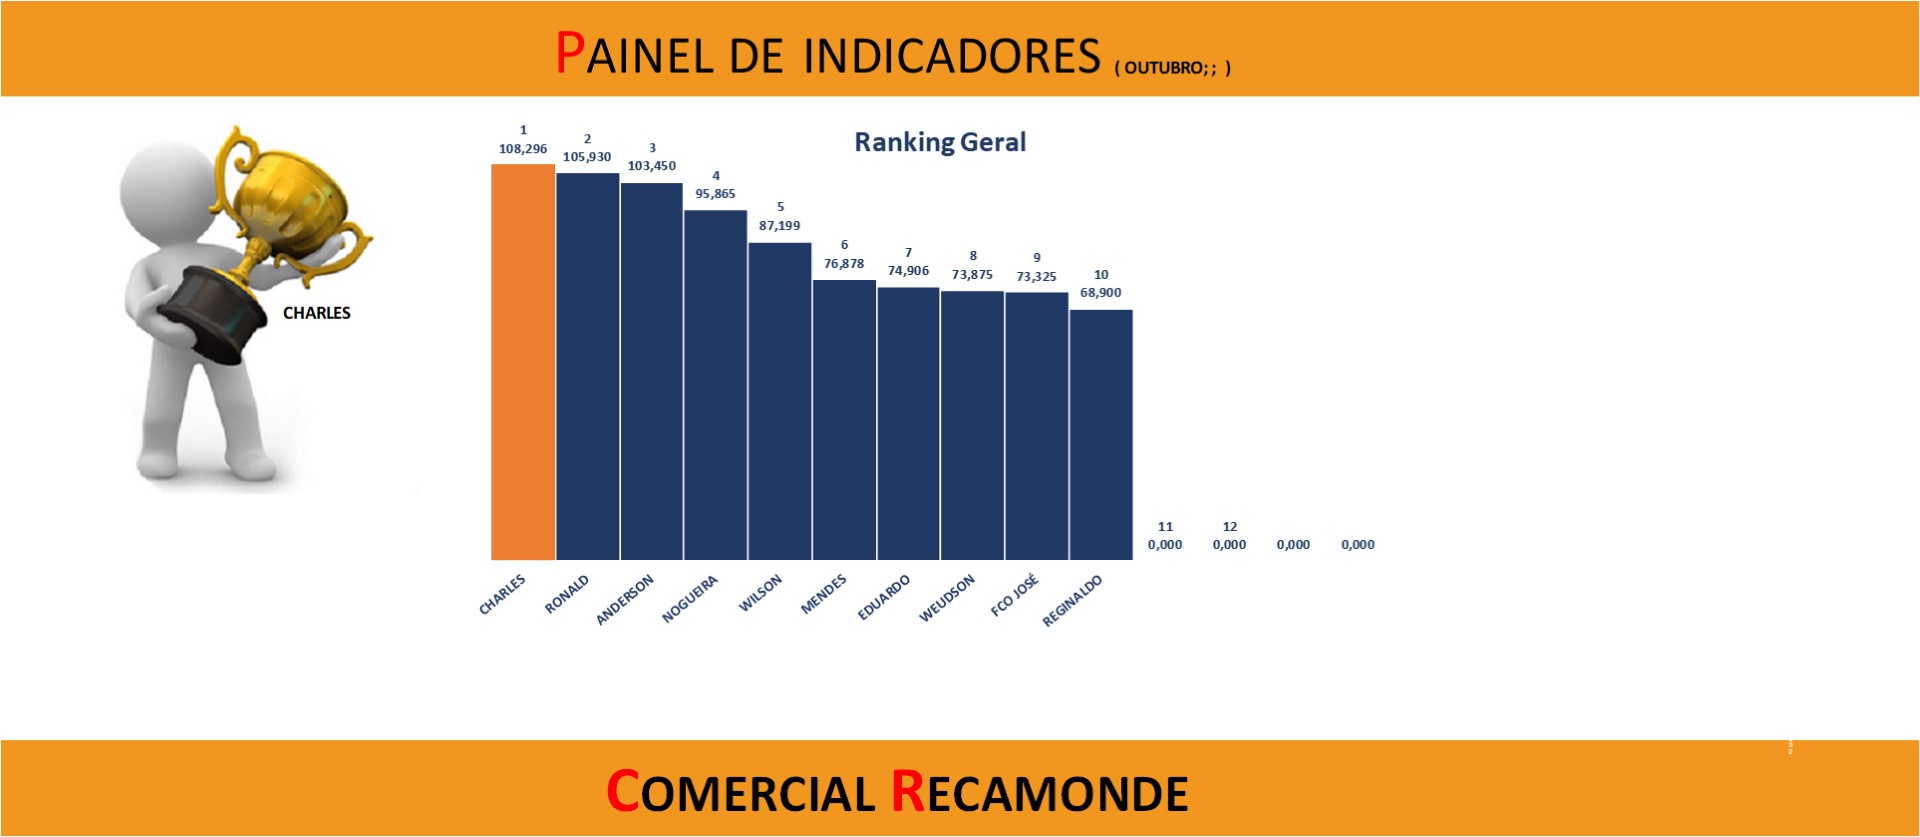 PAINEL DE INDICADORES ( OUTUBRO; ;  )
Ranking Geral
1
108,296
2
105,930
3
103,450
4
95,865
5
87,199
6
76,878
7
74,906
8
73,875
9
73,325
10
68,900
11
0,000
12
0,000
0,000
0,000
CHARLES
CHARLES
RONALD
ANDERSON
NOGUEIRA
WILSON
MENDES
EDUARDO
WEUDSON
FCO JOSÉ
REGINALDO
COMERCIAL RECAMONDE